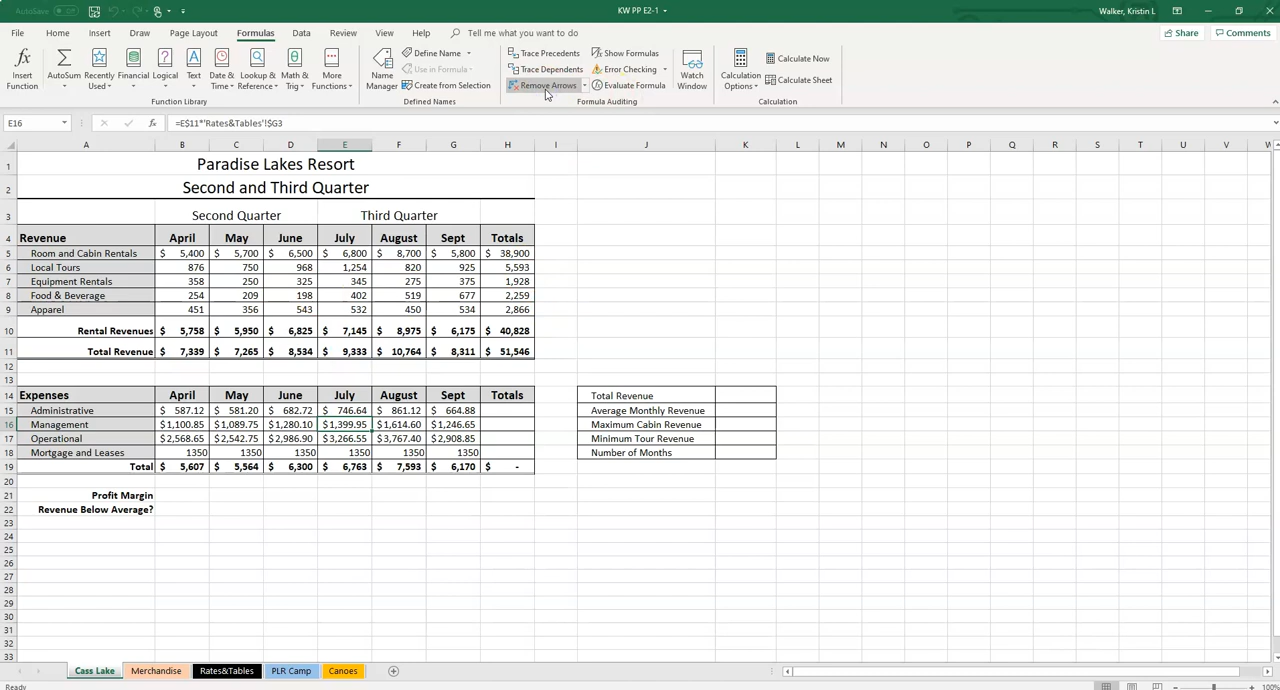 AutoSave Off KW PP E2-1 Walker, Kristin L
File Home Insert Draw Page Layout Formulas Data Review View Help Tell me what you want to do Share Comments
Insert Function AutoSum Recently Used Financial Logical Text Date & Time Lookup & Reference Math & Trig More Functions Name Manager Define Name Use in Formula Create from Selection Trace Precedents Trace Dependents Remove Arrows Show Formulas Error Checking Evaluate Formula Watch Window Calculation Options Calculate Now Calculate Sheet
Function Library Defined Names Formula Auditing Calculation
E16 fx =E$11*'Rates&Tables'!$G3
A B C D E F G H I J K L M N O P Q R S T U V W
1 Paradise Lakes Resort
2 Second and Third Quarter
3 Second Quarter Third Quarter
4 Revenue April May June July August Sept Totals
5 Room and Cabin Rentals $ 5,400 $ 5,700 $ 6,500 $ 6,800 $ 8,700 $ 5,800 $ 38,900
6 Local Tours 876 750 968 1,254 820 925 5,593
7 Equipment Rentals 358 250 325 345 275 375 1,928
8 Food & Beverage 254 209 198 402 519 677 2,259
9 Apparel 451 356 543 532 450 534 2,866
10 Rental Revenues $ 5,758 $ 5,950 $ 6,825 $ 7,145 $ 8,975 $ 6,175 $ 40,828
11 Total Revenue $ 7,339 $ 7,265 $ 8,534 $ 9,333 $ 10,764 $ 8,311 $ 51,546
12
13
14 Expenses April May June July August Sept Totals Total Revenue
15 Administrative $ 587.12 $ 581.20 $ 682.72 $ 746.64 $ 861.12 $ 664.88 Average Monthly Revenue
16 Management $1,100.85 $1,089.75 $1,280.10 $1,399.95 $1,614.60 $1,246.65 Maximum Cabin Revenue
17 Operational $2,568.65 $2,542.75 $2,986.90 $3,266.55 $3,767.40 $2,908.85 Minimum Tour Revenue
18 Mortgage and Leases 1350 1350 1350 1350 1350 1350 Number of Months
19 Total $ 5,607 $ 5,564 $ 6,300 $ 6,763 $ 7,593 $ 6,170 $ -
20
21 Profit Margin
22 Revenue Below Average?
23
24
25
26
27
28
29
30
31
32
33
Cass Lake Merchandise Rates&Tables PLR Camp Canoes
Ready 100%